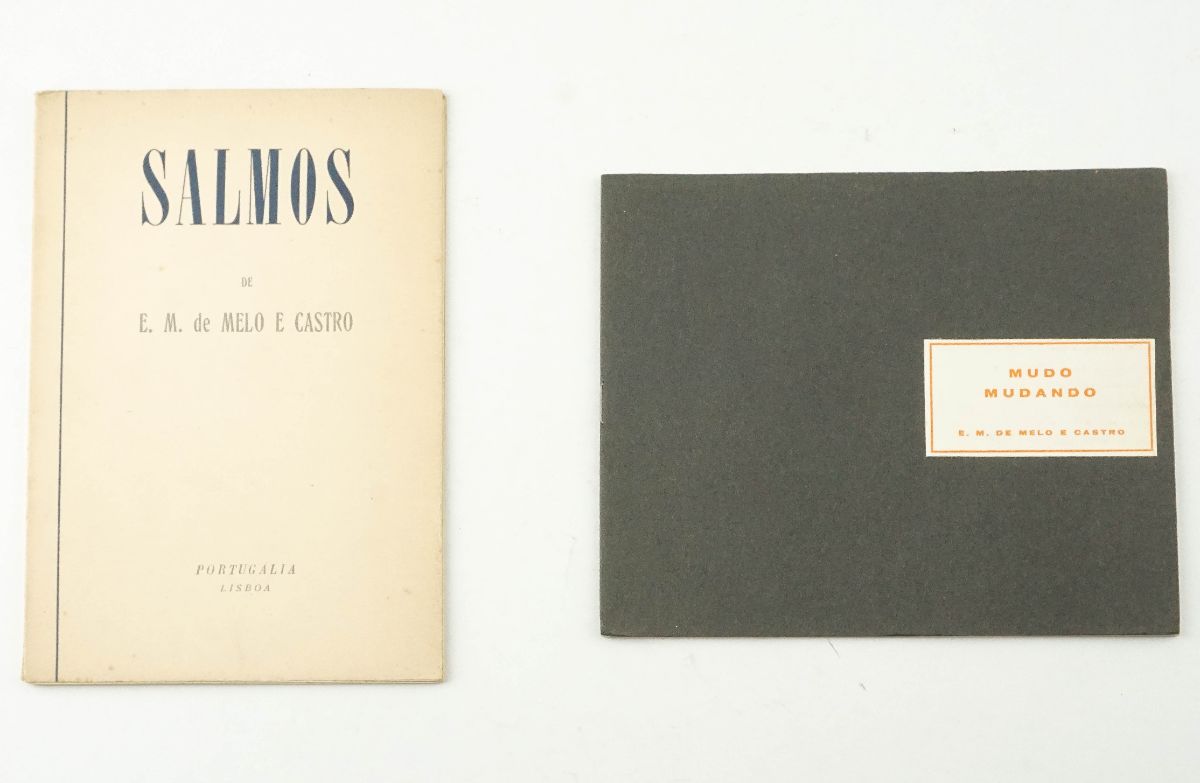 SALMOS
DE
E. M. de MELO E CASTRO
PORTUGALIA
LISBOA
MUDO
MUDANDO
E. M. DE MELO E CASTRO